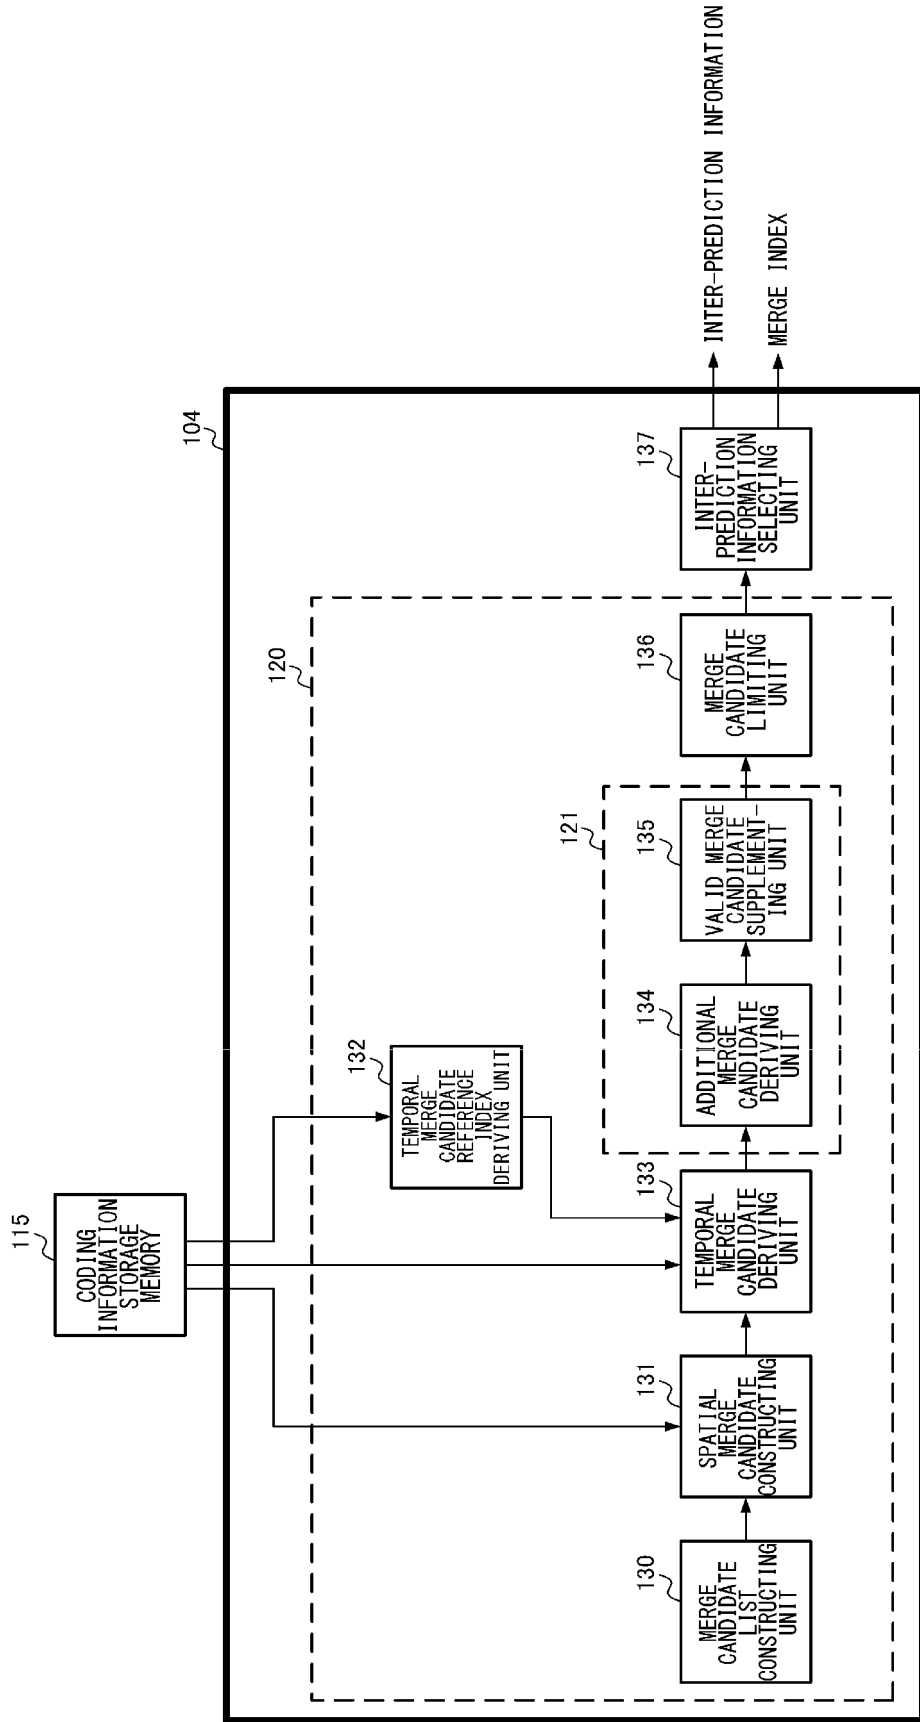 115
CODING
INFORMATION
STORAGE
MEMORY
104
120
132
TEMPORAL
MERGE
CANDIDATE
REFERENCE
INDEX
DERIVING UNIT
121
130
MERGE
CANDIDATE
LIST
CONSTRUCTING
UNIT
131
SPATIAL
MERGE
CANDIDATE
CONSTRUCTING
UNIT
133
TEMPORAL
MERGE
CANDIDATE
DERIVING
UNIT
134
ADDITIONAL
MERGE
CANDIDATE
DERIVING
UNIT
135
VALID MERGE
CANDIDATE
SUPPLEMENT-
ING UNIT
136
MERGE
CANDIDATE
LIMITING
UNIT
137
INTER-
PREDICTION
INFORMATION
SELECTING
UNIT
INTER-PREDICTION INFORMATION
MERGE INDEX